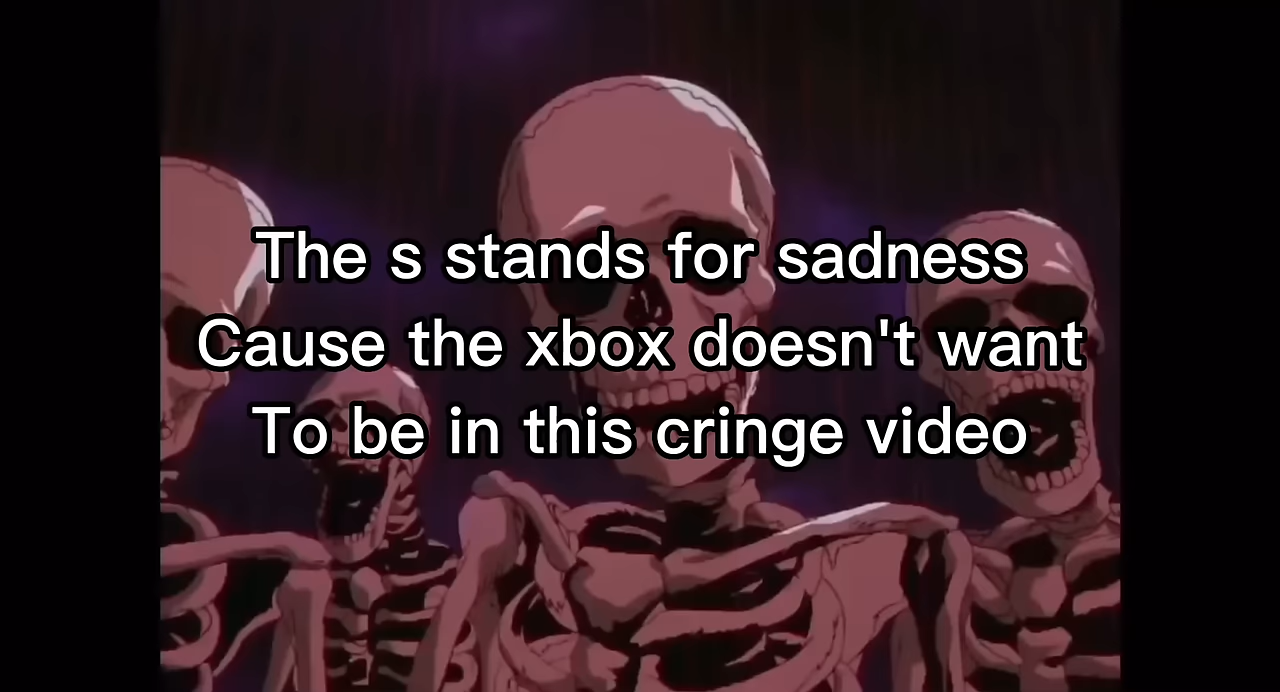 The s stands for sadness
Cause the xbox doesn't want
To be in this cringe video